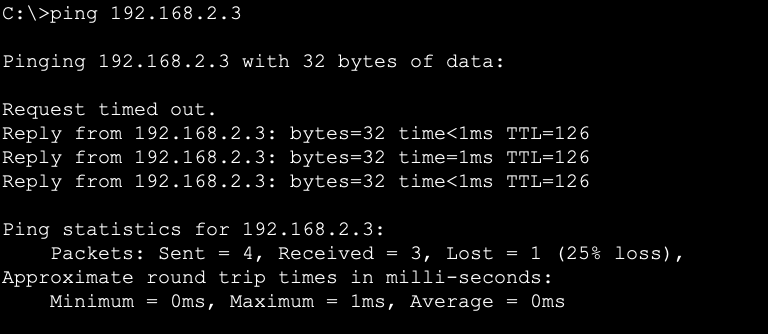 C:\>ping 192.168.2.3
Pinging 192.168.2.3 with 32 bytes of data:
Request timed out.
Reply from 192.168.2.3: bytes=32 time<1ms TTL=126
Reply from 192.168.2.3: bytes=32 time=1ms TTL=126
Reply from 192.168.2.3: bytes=32 time<1ms TTL=126
Ping statistics for 192.168.2.3:
    Packets: Sent = 4, Received = 3, Lost = 1 (25% loss),
Approximate round trip times in milli-seconds:
    Minimum = 0ms, Maximum = 1ms, Average = 0ms